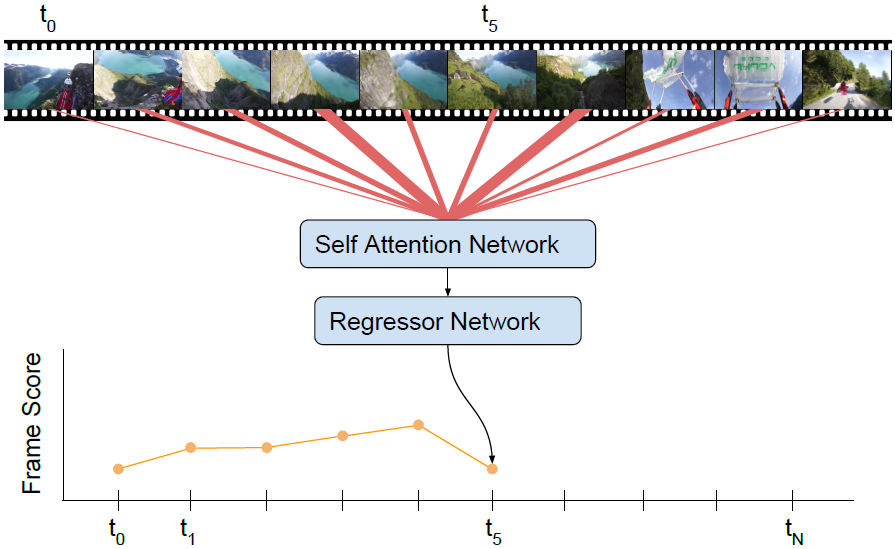 t0
t5
Self Attention Network
Regressor Network
Frame Score
t0
t1
t5
tN